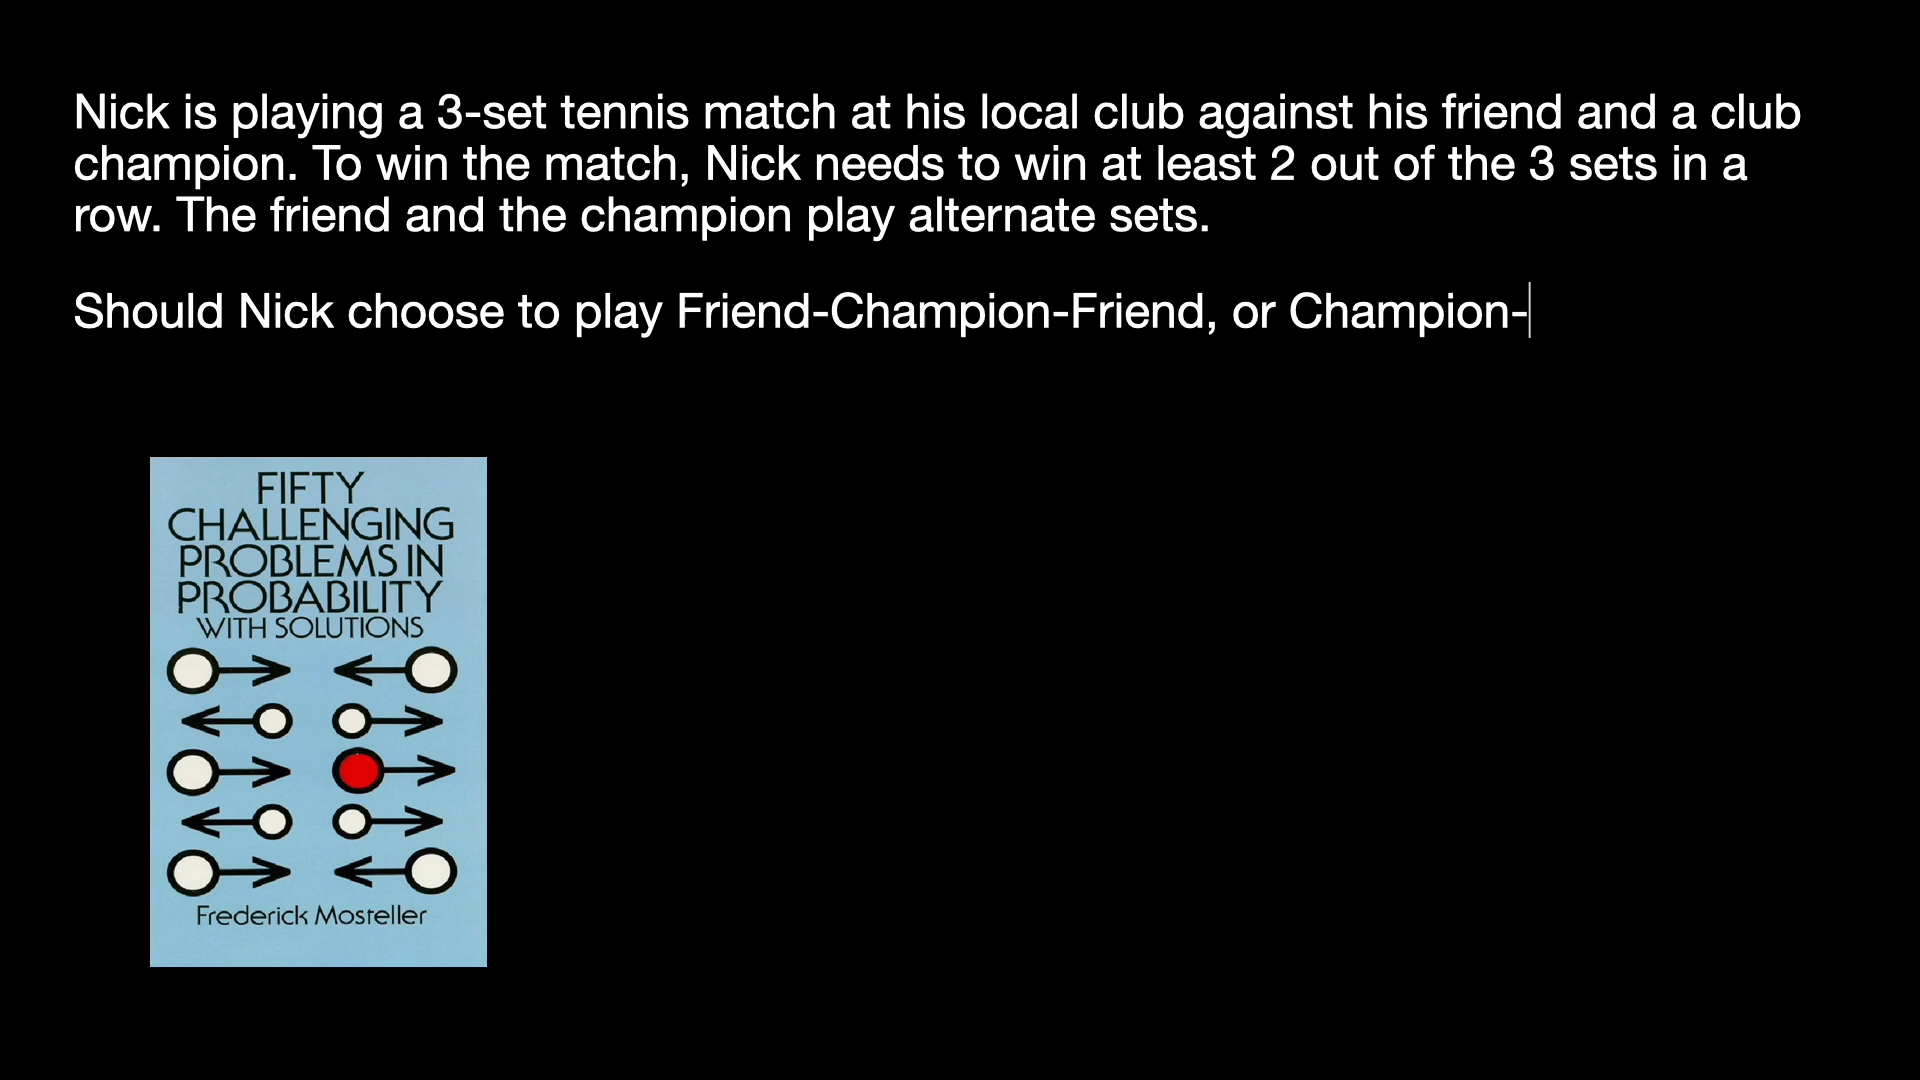 Nick is playing a 3-set tennis match at his local club against his friend and a club
champion. To win the match, Nick needs to win at least 2 out of the 3 sets in a
row. The friend and the champion play alternate sets.
Should Nick choose to play Friend-Champion-Friend, or Champion-
FIFTY
CHALLENGING
PROBLEMS IN
PROBABILITY
WITH SOLUTIONS
Frederick Mosteller